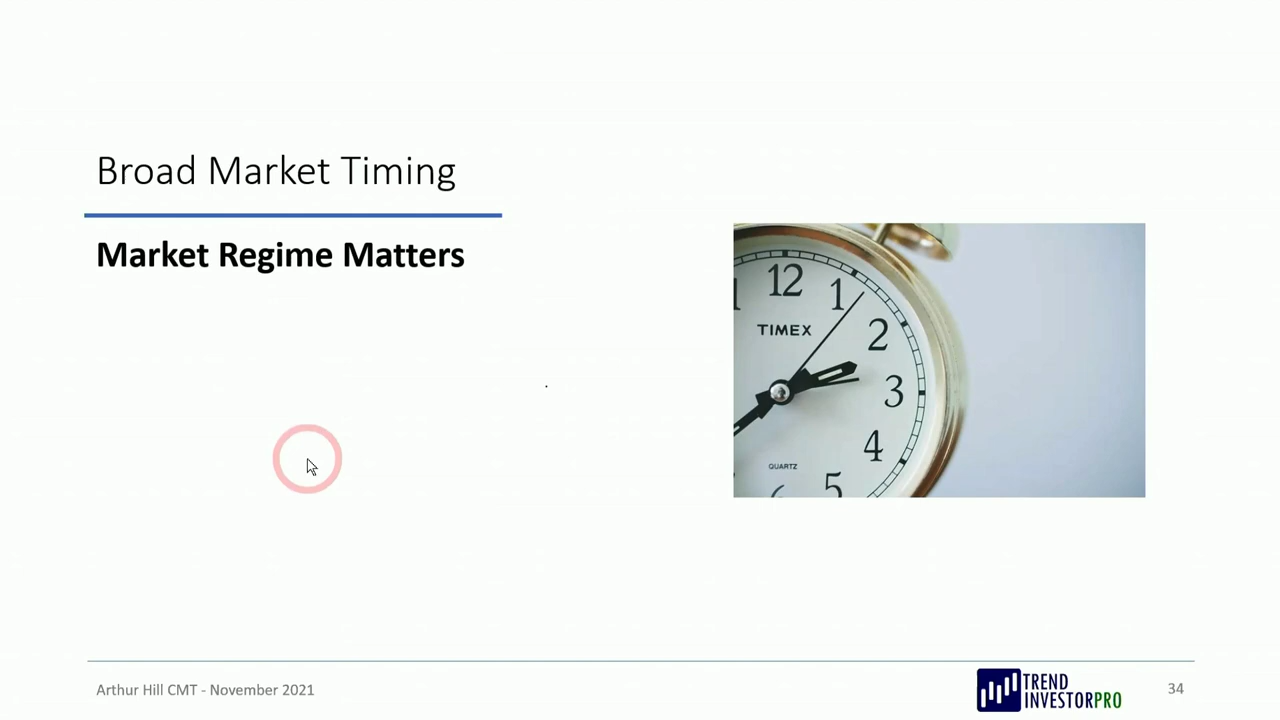 Broad Market Timing
Market Regime Matters
12
1
2
TIMEX
3
4
QUARTZ
5
Arthur Hill CMT - November 2021
TREND
INVESTORPRO
34